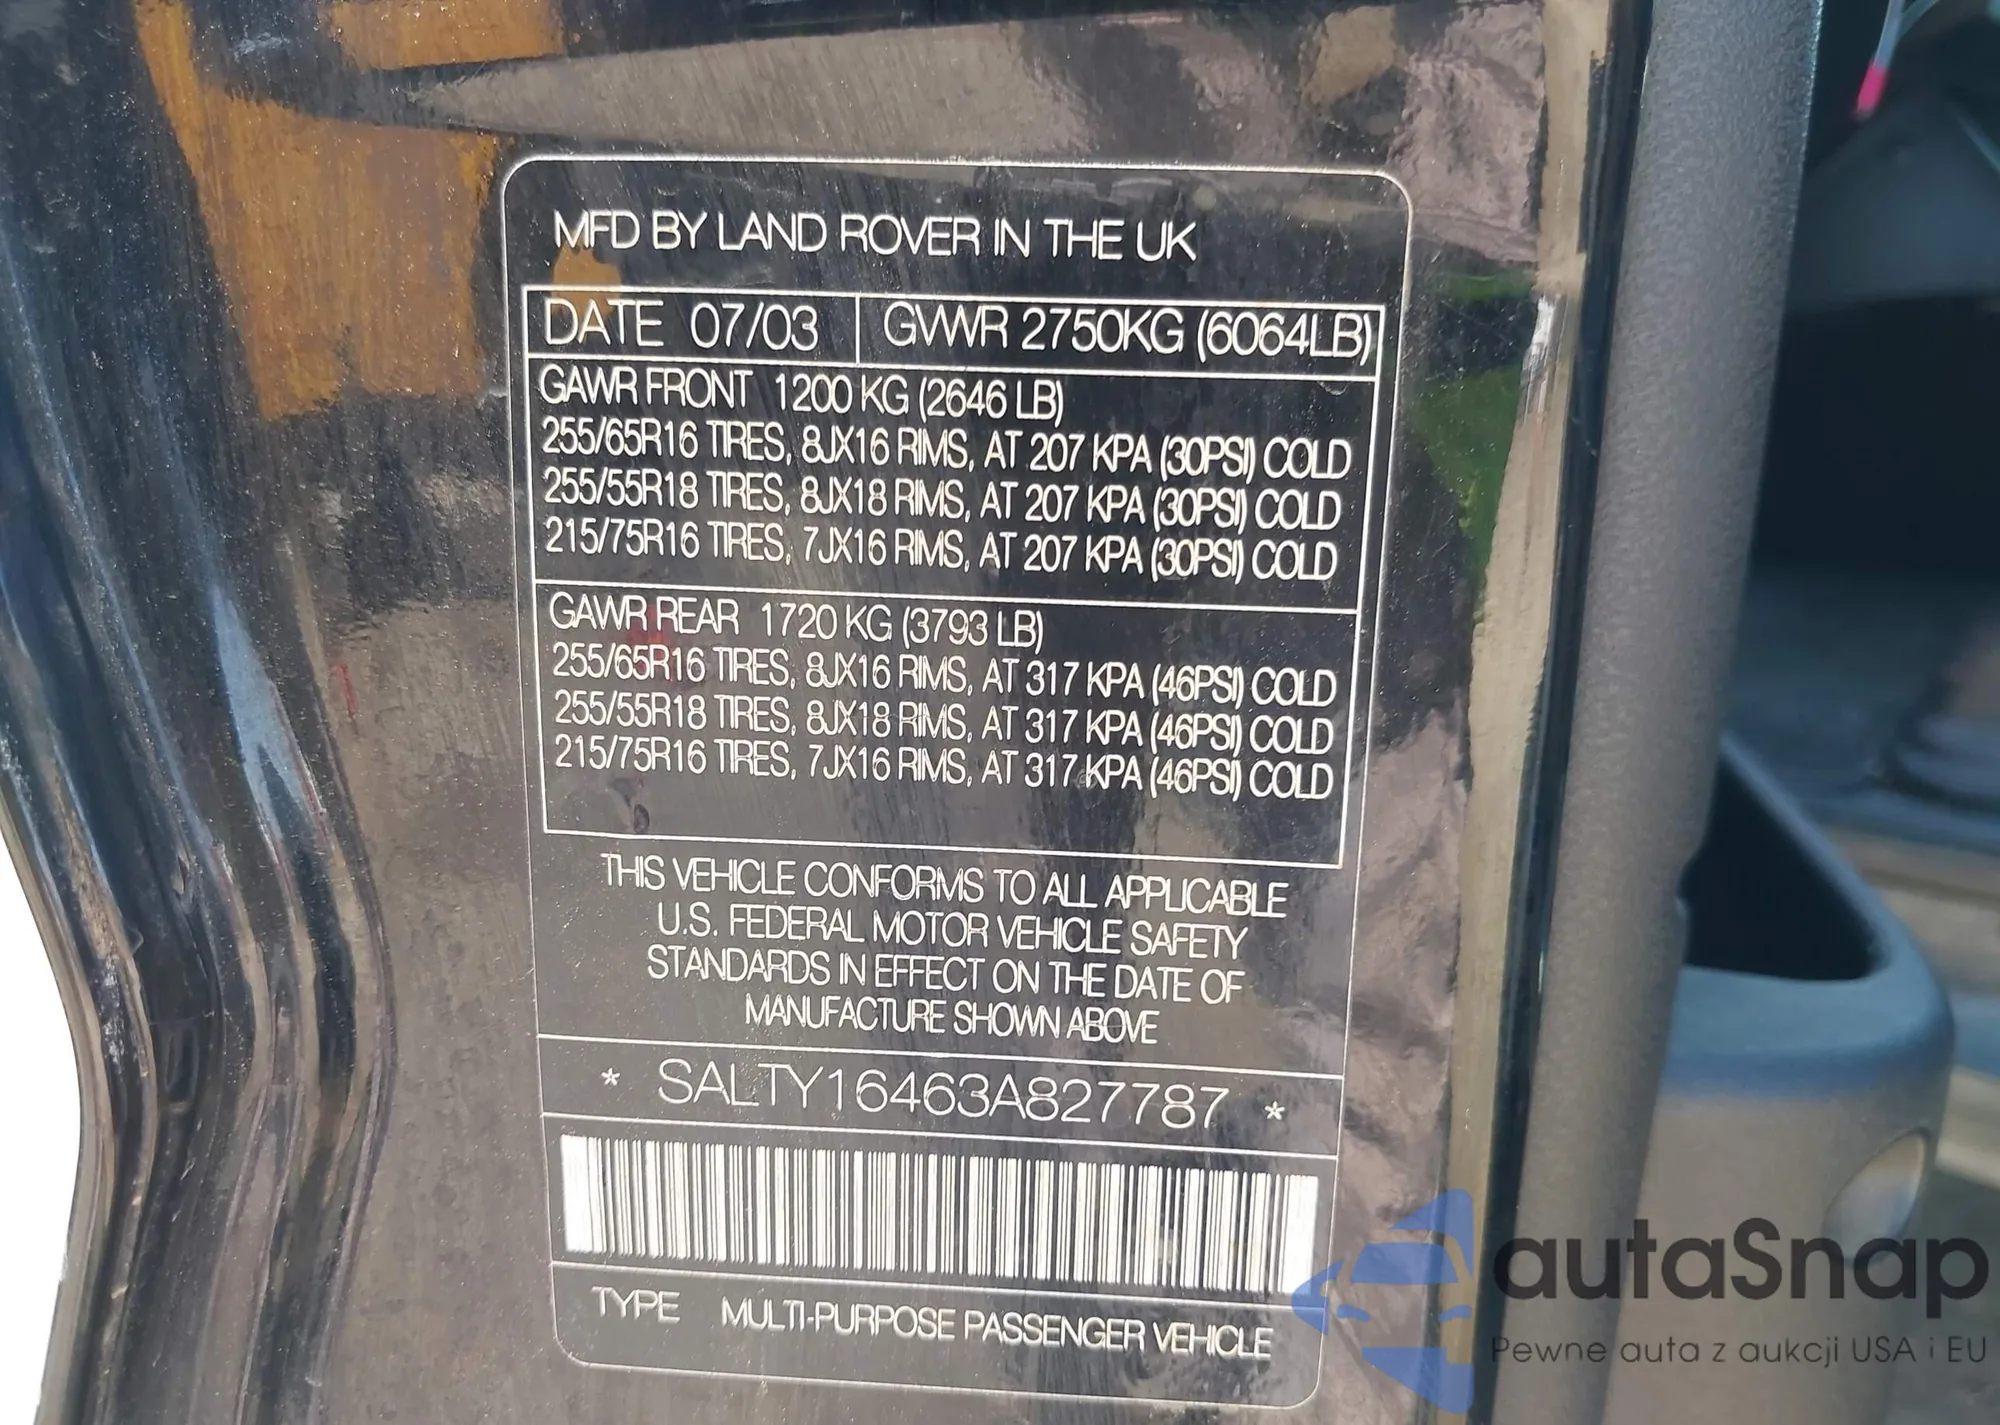 MFD BY LAND ROVER IN THE UK
DATE 07/03 GVWR 2750KG (6064LB)
GAWR FRONT 1200 KG (2646 LB)
255/65R16 TIRES, 8JX16 RIMS, AT 207 KPA (30PSI) COLD
255/55R18 TIRES, 8JX18 RIMS, AT 207 KPA (30PSI) COLD
215/75R16 TIRES, 7JX16 RIMS, AT 207 KPA (30PSI) COLD
GAWR REAR 1720 KG (3793 LB)
255/65R16 TIRES, 8JX16 RIMS, AT 317 KPA (46PSI) COLD
255/55R18 TIRES, 8JX18 RIMS, AT 317 KPA (46PSI) COLD
215/75R16 TIRES, 7JX16 RIMS, AT 317 KPA (46PSI) COLD
THIS VEHICLE CONFORMS TO ALL APPLICABLE
U.S. FEDERAL MOTOR VEHICLE SAFETY
STANDARDS IN EFFECT ON THE DATE OF
MANUFACTURE SHOWN ABOVE
* SALTY16463A827787 *
TYPE MULTI-PURPOSE PASSENGER VEHICLE
autaSnap
Pewne auta z aukcji USA i EU